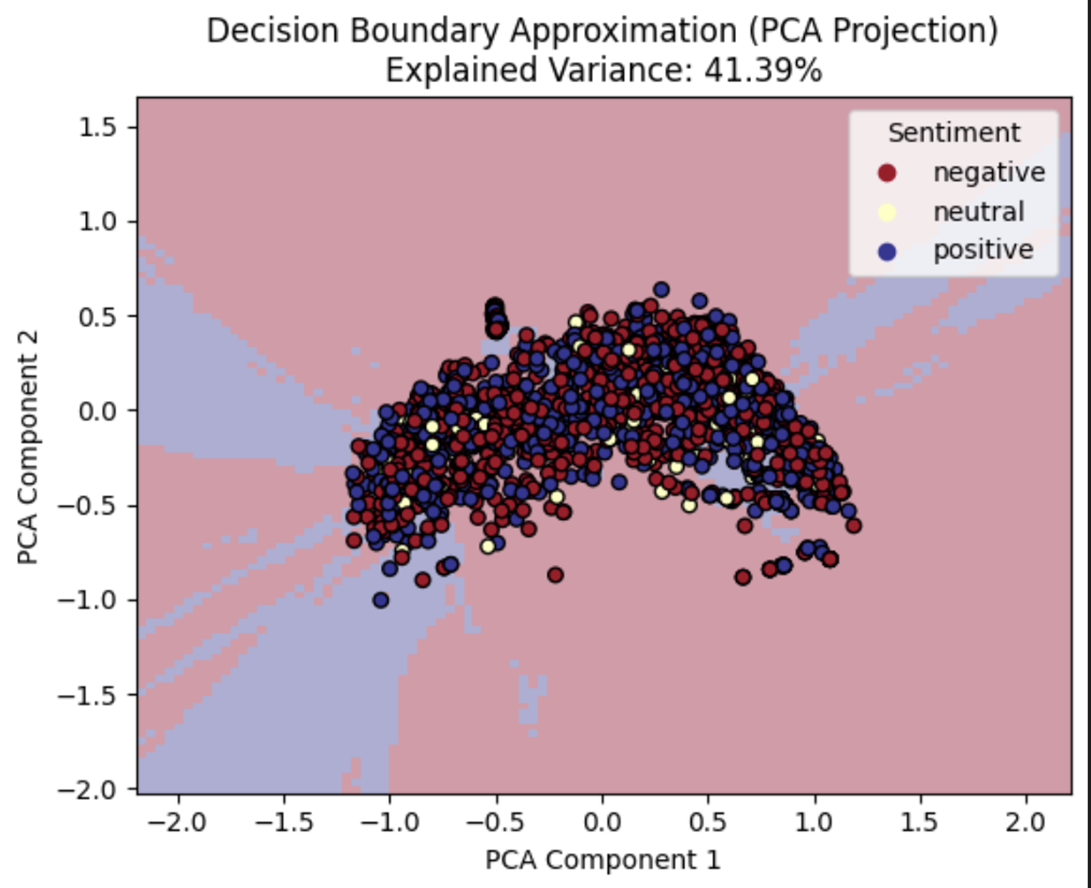 Decision Boundary Approximation (PCA Projection)
Explained Variance: 41.39%
Sentiment
negative
neutral
positive
1.5
1.0
0.5
0.0
−0.5
−1.0
−1.5
−2.0
PCA Component 2
−2.0 −1.5 −1.0 −0.5 0.0 0.5 1.0 1.5 2.0
PCA Component 1